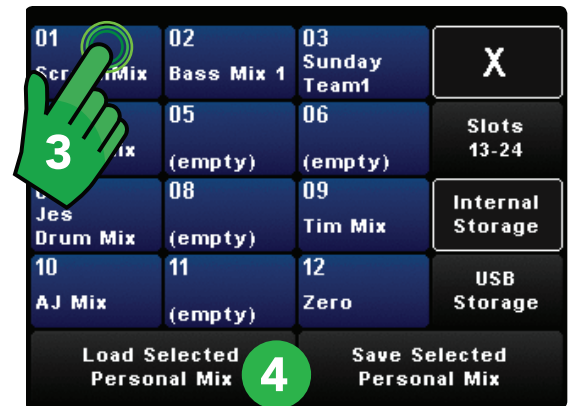 01
02
03
Mix
Bass Mix 1
Sunday
Team1
X
05
06
Slots
13-24
3
(empty)
(empty)
08
09
Internal
Storage
Jes
Drum Mix
(empty)
Tim Mix
10
11
12
USB
Storage
AJ Mix
(empty)
Zero
Load Selected
Personal Mix
4
Save Selected
Personal Mix